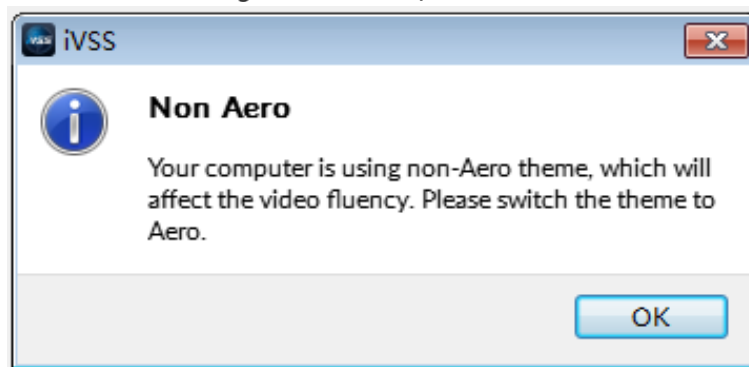 iVSS
Non Aero
Your computer is using non-Aero theme, which will
affect the video fluency. Please switch the theme to
Aero.
OK